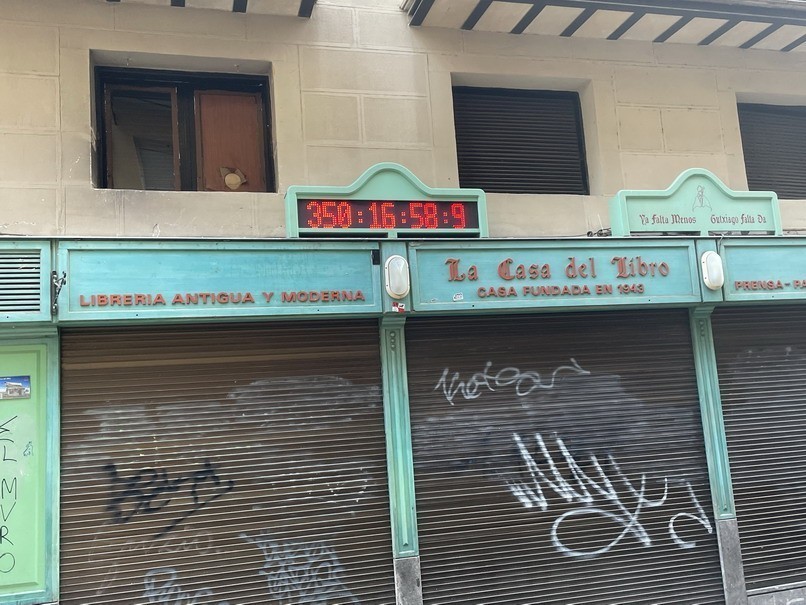 350:16:58:9
Ya Falta Menos Gutxiago Falta Da
LIBRERIA ANTIGUA Y MODERNA
La Casa del Libro
CASA FUNDADA EN 1943
PRENSA-PA